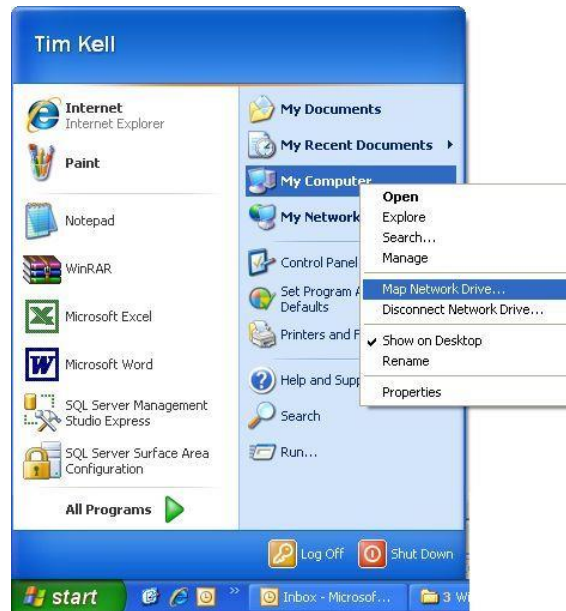 Tim Kell
Internet
Internet Explorer
Paint
Notepad
WinRAR
Microsoft Excel
Microsoft Word
SQL Server Management
Studio Express
SQL Server Surface Area
Configuration
All Programs
My Documents
My Recent Documents
My Computer
My Network
Control Panel
Set Program
Defaults
Printers and
Help and
Search
Run...
Open
Explore
Search...
Manage
Map Network Drive...
Disconnect Network Drive...
Show on Desktop
Rename
Properties
Log Off
Shut Down
start
Inbox - Microsof...
3